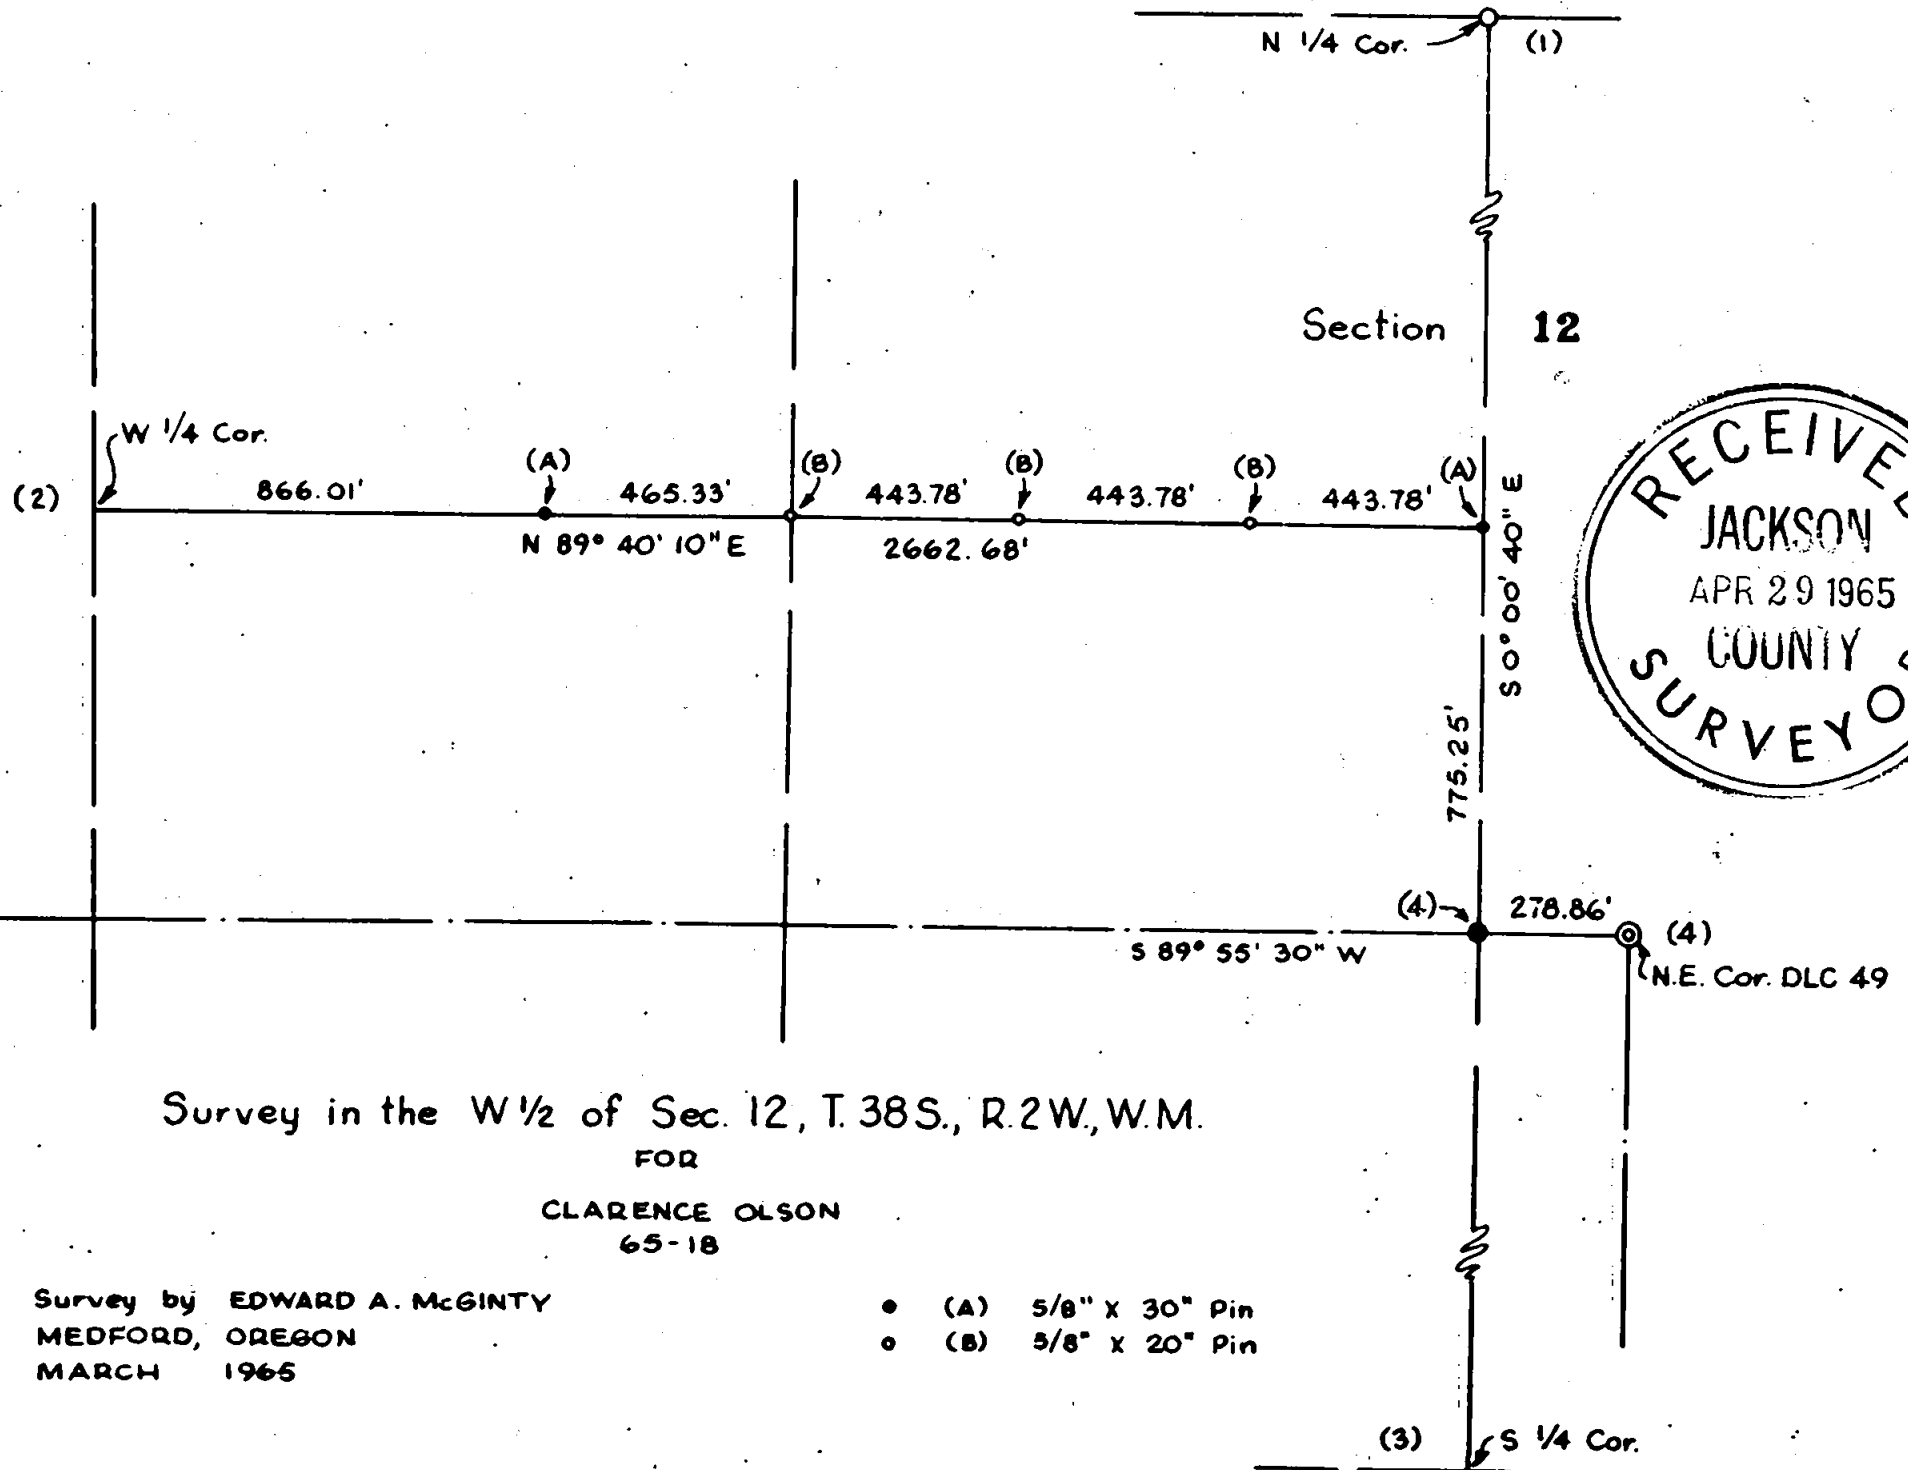 N 1/4 Cor.
(1)
Section 12
W 1/4 Cor.
(2)
866.01'
(A)
465.33'
(B)
443.78'
(B)
443.78'
(B)
443.78'
(A)
N 89° 40' 10" E
2662.68'
S 0° 00' 40" E
775.25'
RECEIVE
JACKSON
APR 29 1965
COUNTY
SURVEYO
(4)
278.86'
(4)
S 89° 55' 30" W
N.E. Cor. DLC 49
Survey in the W 1/2 of Sec. 12, T. 38 S., R. 2 W., W.M.
FOR
CLARENCE OLSON
65-18
Survey by EDWARD A. McGINTY
MEDFORD, OREGON
MARCH 1965
(A) 5/8" X 30" Pin
(B) 5/8" X 20" Pin
(3)
S 1/4 Cor.